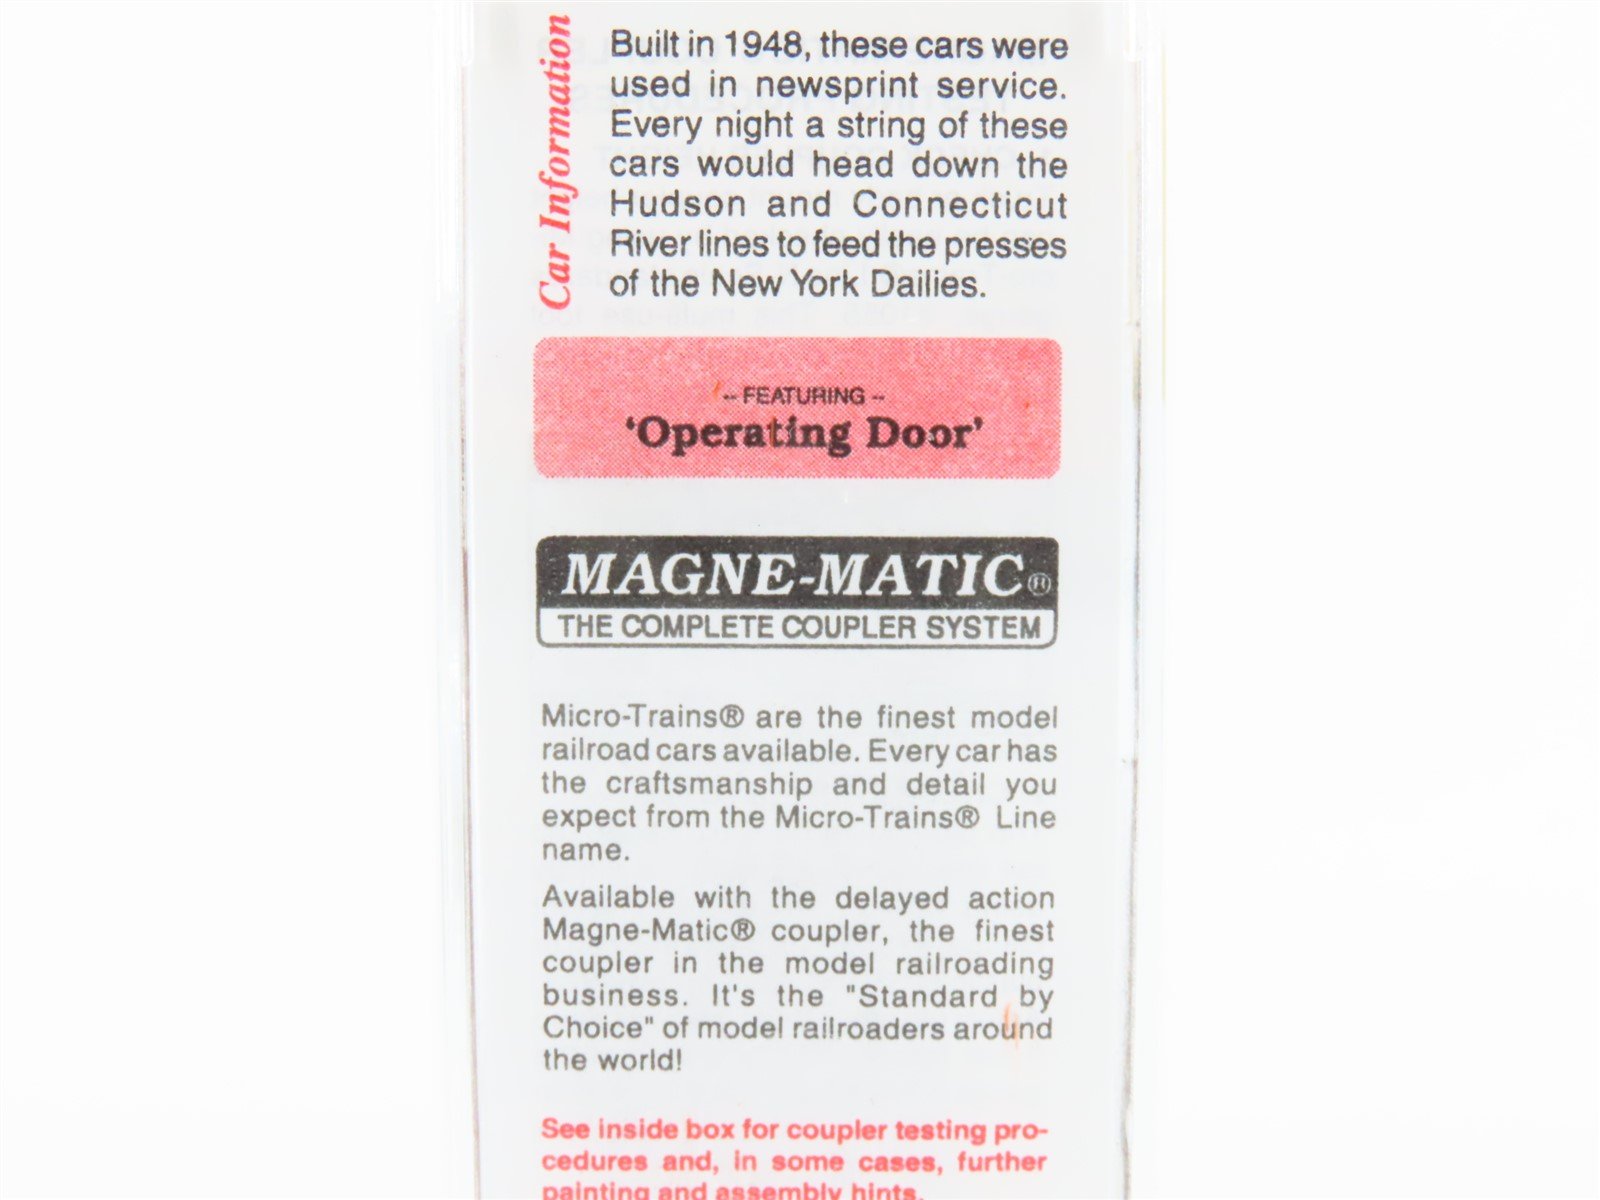 Car Information
Built in 1948, these cars were
used in newsprint service.
Every night a string of these
cars would head down the
Hudson and Connecticut
River lines to feed the presses
of the New York Dailies.
-- FEATURING --
'Operating Door'
MAGNE-MATIC®
THE COMPLETE COUPLER SYSTEM
Micro-Trains® are the finest model
railroad cars available. Every car has
the craftsmanship and detail you
expect from the Micro-Trains® Line
name.
Available with the delayed action
Magne-Matic® coupler, the finest
coupler in the model railroading
business. It's the "Standard by
Choice" of model railroaders around
the world!
See inside box for coupler testing pro-
cedures and, in some cases, further
painting and assembly hints.